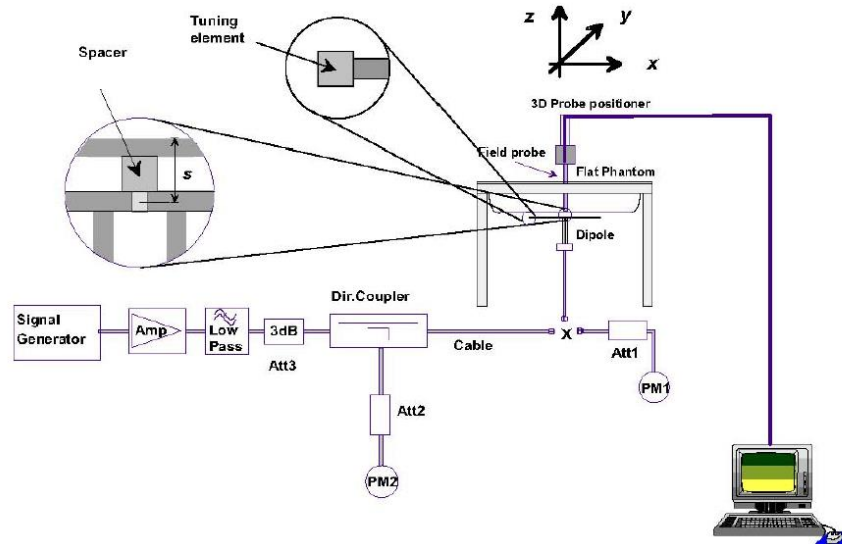 Tuning
element
Spacer
s
z
y
x
3D Probe positioner
Field probe
Flat Phantom
Dipole
Dir.Coupler
Signal
Generator
Amp
Low
Pass
3dB
Att3
Cable
X
Att1
PM1
Att2
PM2